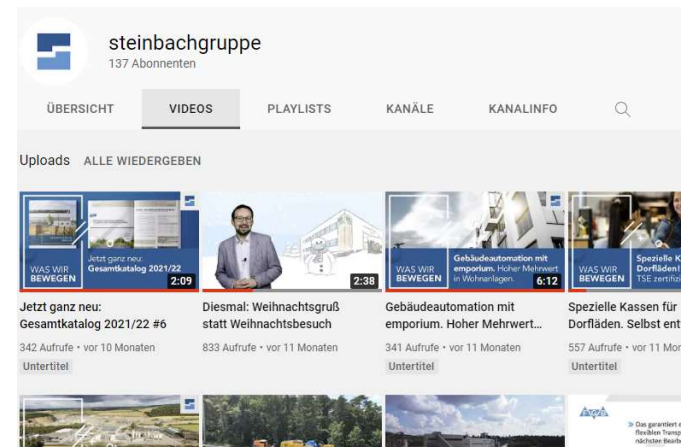 steinbachgruppe
137 Abonnenten
ÜBERSICHT VIDEOS PLAYLISTS KANÄLE KANALINFO
Uploads ALLE WIEDERGEBEN
WAS WIR
BEWEGEN
Jetzt ganz neu:
Gesamtkatalog 2021/22
2:09
2:38
WAS WIR
BEWEGEN
Gebäudeautomation mit
emporium. Hoher Mehrwert
in Wohnanlagen.
6:12
WAS WIR
BEWEGEN
Spezielle K
Dorfläden!
TSE zertifizi
Jetzt ganz neu:
Gesamtkatalog 2021/22 #6
342 Aufrufe • vor 10 Monaten
Untertitel
Diesmal: Weihnachtsgruß
statt Weihnachtsbesuch
833 Aufrufe • vor 11 Monaten
Gebäudeautomation mit
emporium. Hoher Mehrwert…
341 Aufrufe • vor 11 Monaten
Untertitel
Spezielle Kassen für
Dorfläden. Selbst ent
557 Aufrufe • vor 11 Mon
Untertitel
» Das garantiert e
flexiblen Transp
nächsten Bearb